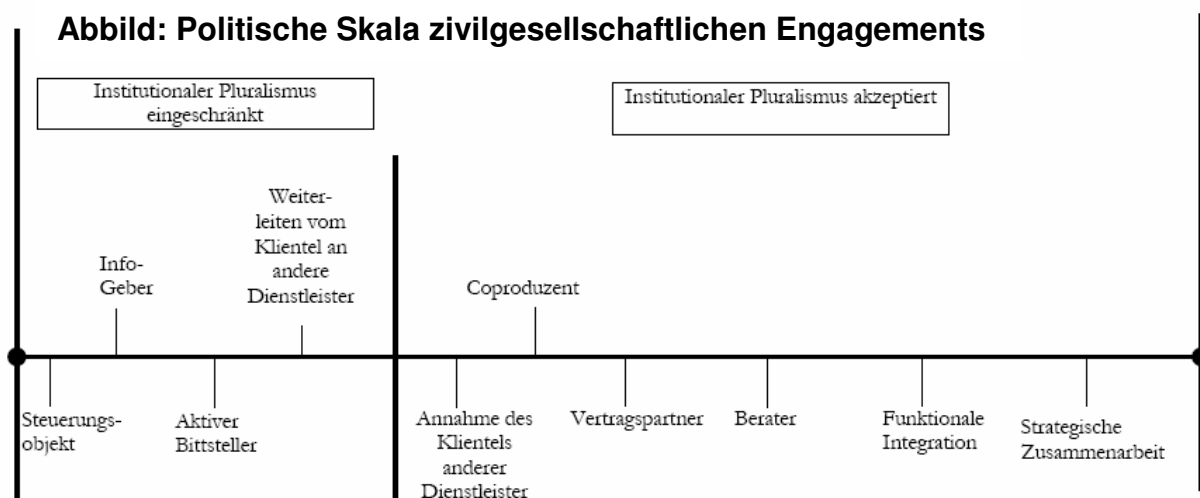 Abbild: Politische Skala zivilgesellschaftlichen Engagements
Institutionaler Pluralismus
eingeschränkt
Institutionaler Pluralismus akzeptiert
Weiter-
leiten vom
Klientel an
andere
Dienstleister
Info-
Geber
Coproduzent
Steuerungs-
objekt
Aktiver
Bittsteller
Annahme des
Klientels
anderer
Dienstleister
Vertragspartner
Berater
Funktionale
Integration
Strategische
Zusammenarbeit